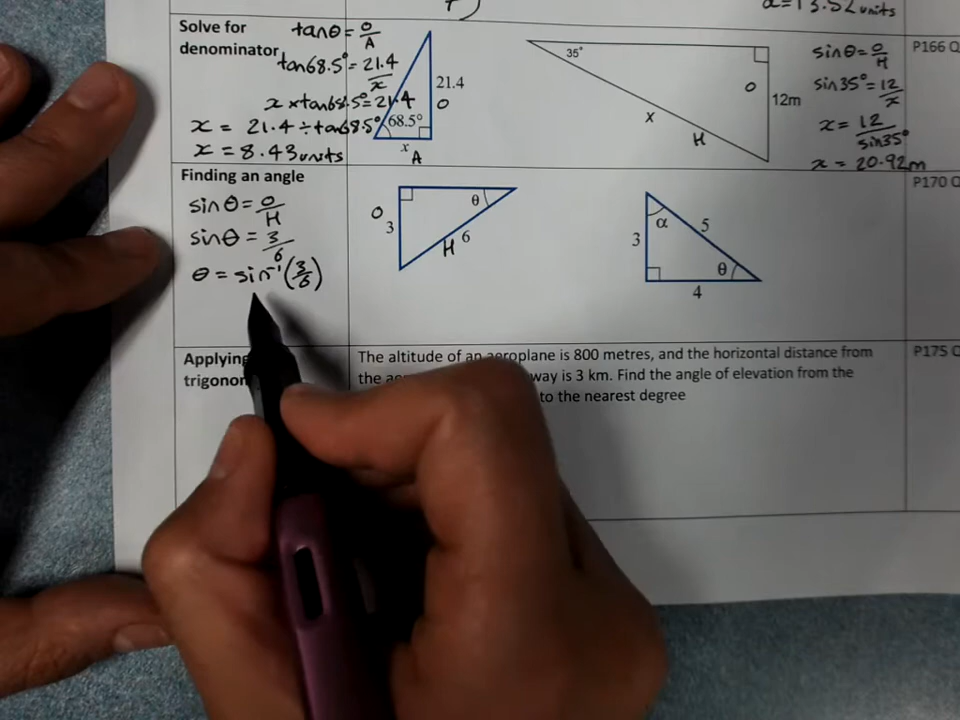 a = 13.52 units
Solve for
denominator
tanθ = O/A
tan68.5° = 21.4/x
x × tan68.5° = 21.4
x = 21.4 ÷ tan68.5°
x = 8.43 units
21.4
O
68.5°
x
A
35°
O
12m
x
H
sinθ = O/H
sin35° = 12/x
x = 12/sin35°
x = 20.92m
P166 Q
Finding an angle
sinθ = O/H
sinθ = 3/6
θ = sin⁻¹(3/6)
O
3
θ
H 6
α
5
3
θ
4
P170
Applying
trigonom
The altitude of an aeroplane is 800 metres, and the horizontal distance from
the way is 3 km. Find the angle of elevation from the
to the nearest degree
P175